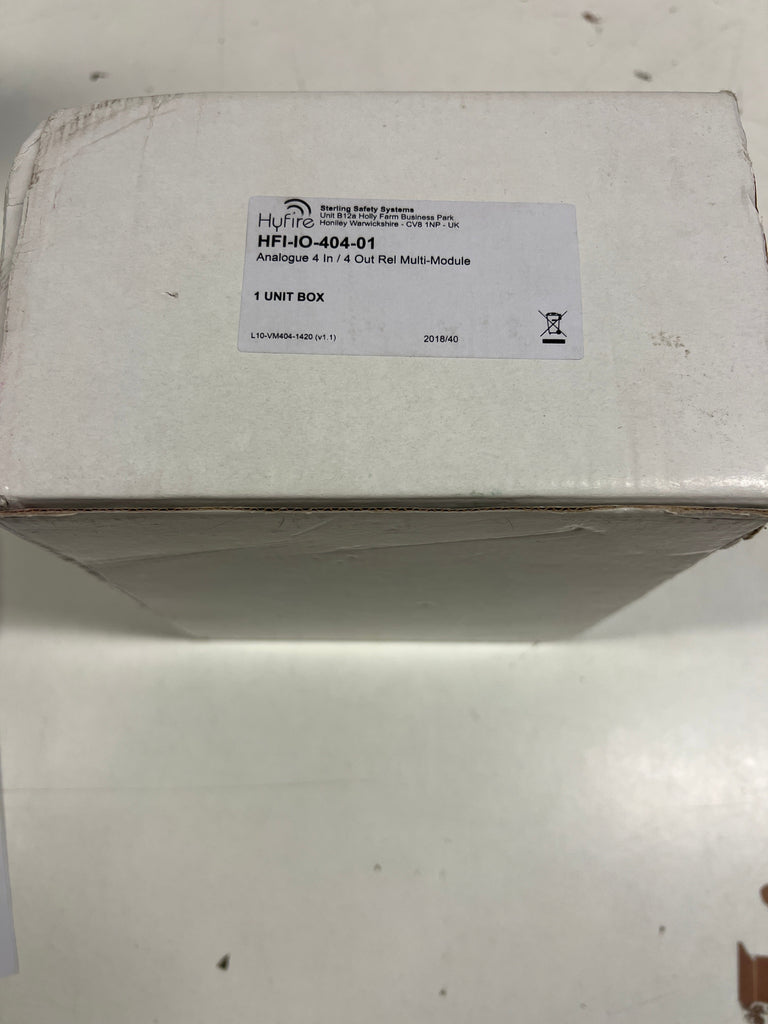 Hyfire
Sterling Safety Systems
Unit B12a Holly Farm Business Park
Honiley Warwickshire - CV8 1NP - UK
HFI-IO-404-01
Analogue 4 In / 4 Out Rel Multi-Module
1 UNIT BOX
L10-VM404-1420 (v1.1)
2018/40